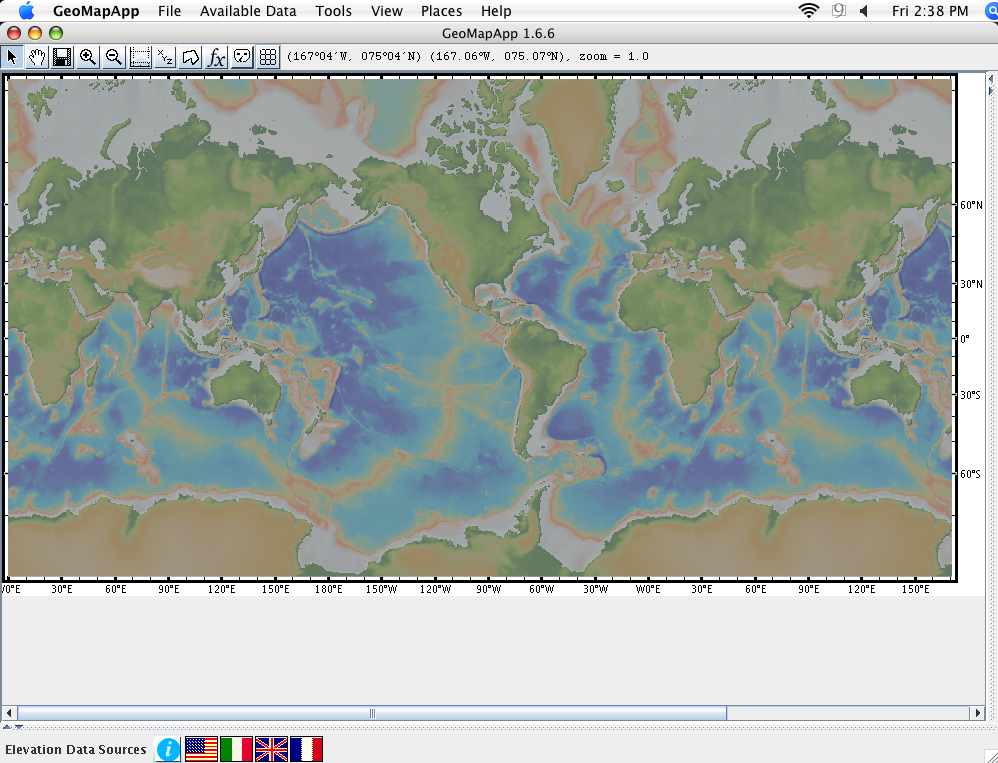 GeoMapApp File Available Data Tools View Places Help Fri 2:38 PM
GeoMapApp 1.6.6
(167°04´W, 075°04´N) (167.06°W, 075.07°N), zoom = 1.0
60°N
30°N
0°
30°S
60°S
W0°E 30°E 60°E 90°E 120°E 150°E 180°E 150°W 120°W 90°W 60°W 30°W W0°E 30°E 60°E 90°E 120°E 150°E
Elevation Data Sources